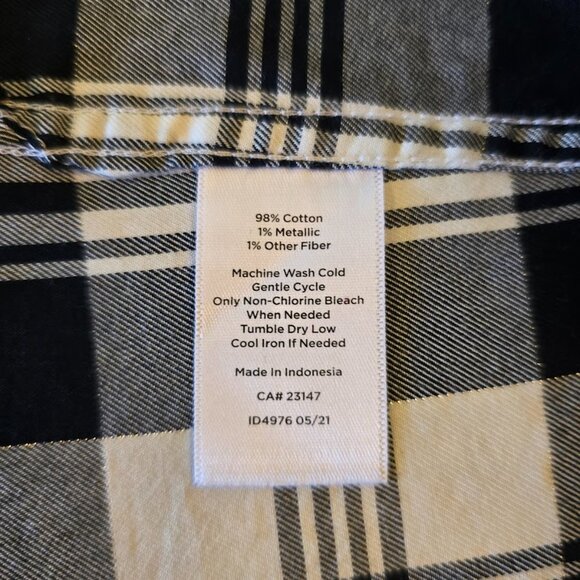 98% Cotton
1% Metallic
1% Other Fiber
Machine Wash Cold
Gentle Cycle
Only Non-Chlorine Bleach
When Needed
Tumble Dry Low
Cool Iron If Needed
Made In Indonesia
CA# 23147
ID4976 05/21